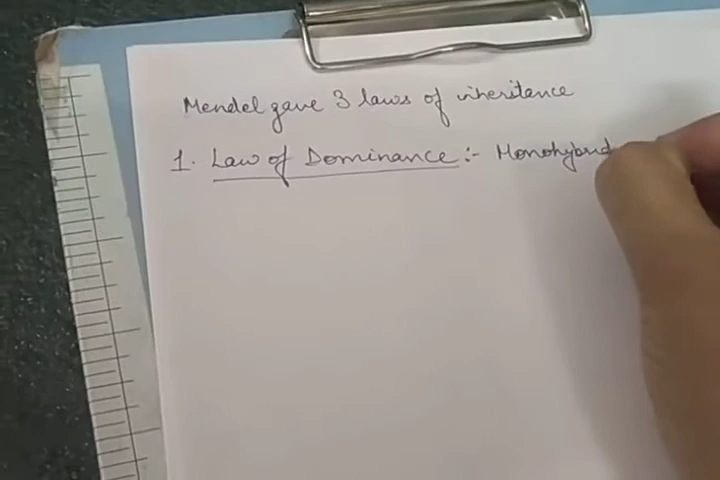 Mendel gave 3 laws of inheritance
1. Law of Dominance :- Monohybrid